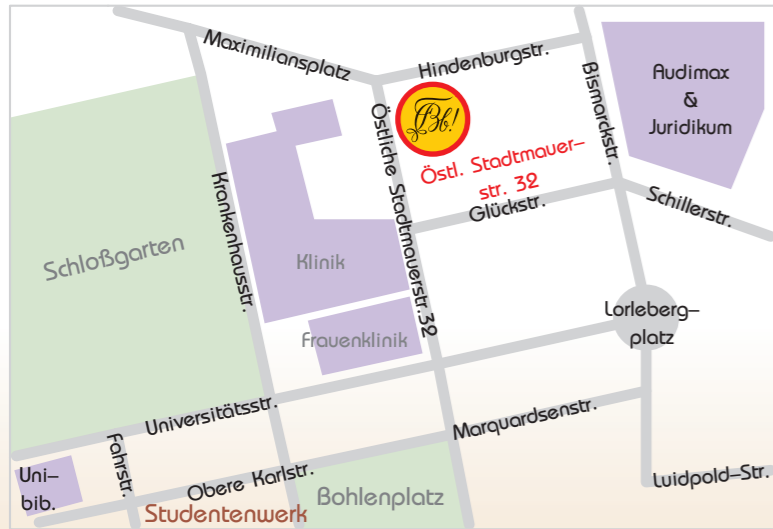 Maximiliansplatz
Hindenburgstr.
Bismarckstr.
Audimax
&
Juridikum
Östliche Stadtmauerstr.32
Östl. Stadtmauer–
str. 32
Glückstr.
Schillerstr.
Krankenhausstr.
Schloßgarten
Klinik
Frauenklinik
Lorleberg–
platz
Universitätsstr.
Marquardsenstr.
Fahrstr.
Uni–
bib.
Obere Karlstr.
Studentenwerk
Bohlenplatz
Luidpold–Str.